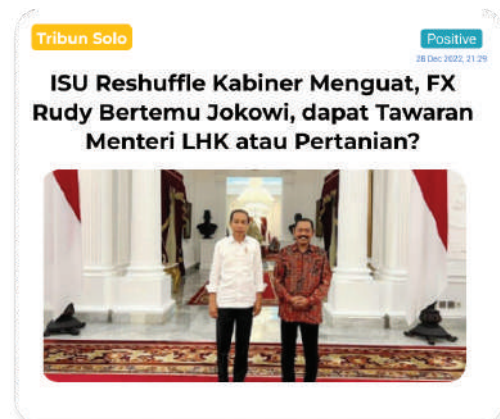 Tribun Solo
Positive
28 Dec 2022, 21:29
ISU Reshuffle Kabiner Menguat, FX
Rudy Bertemu Jokowi, dapat Tawaran
Menteri LHK atau Pertanian?